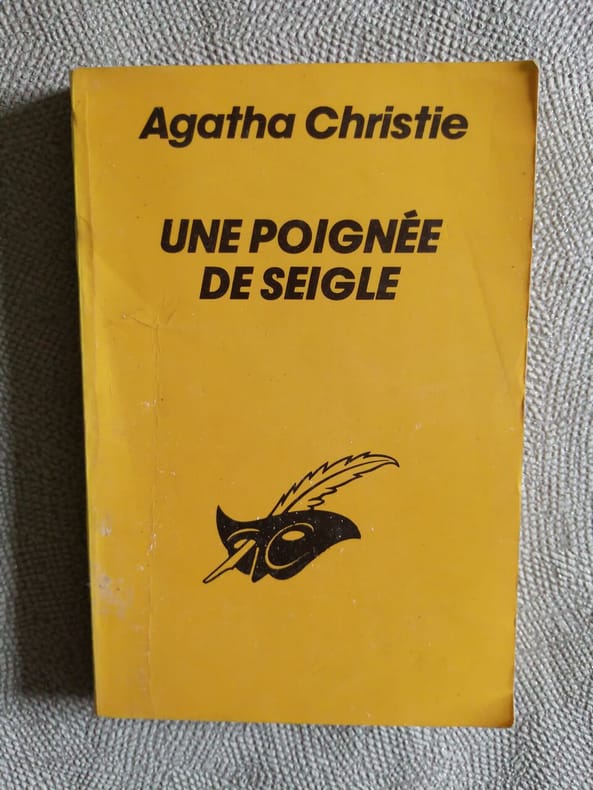 Agatha Christie
UNE POIGNÉE
DE SEIGLE